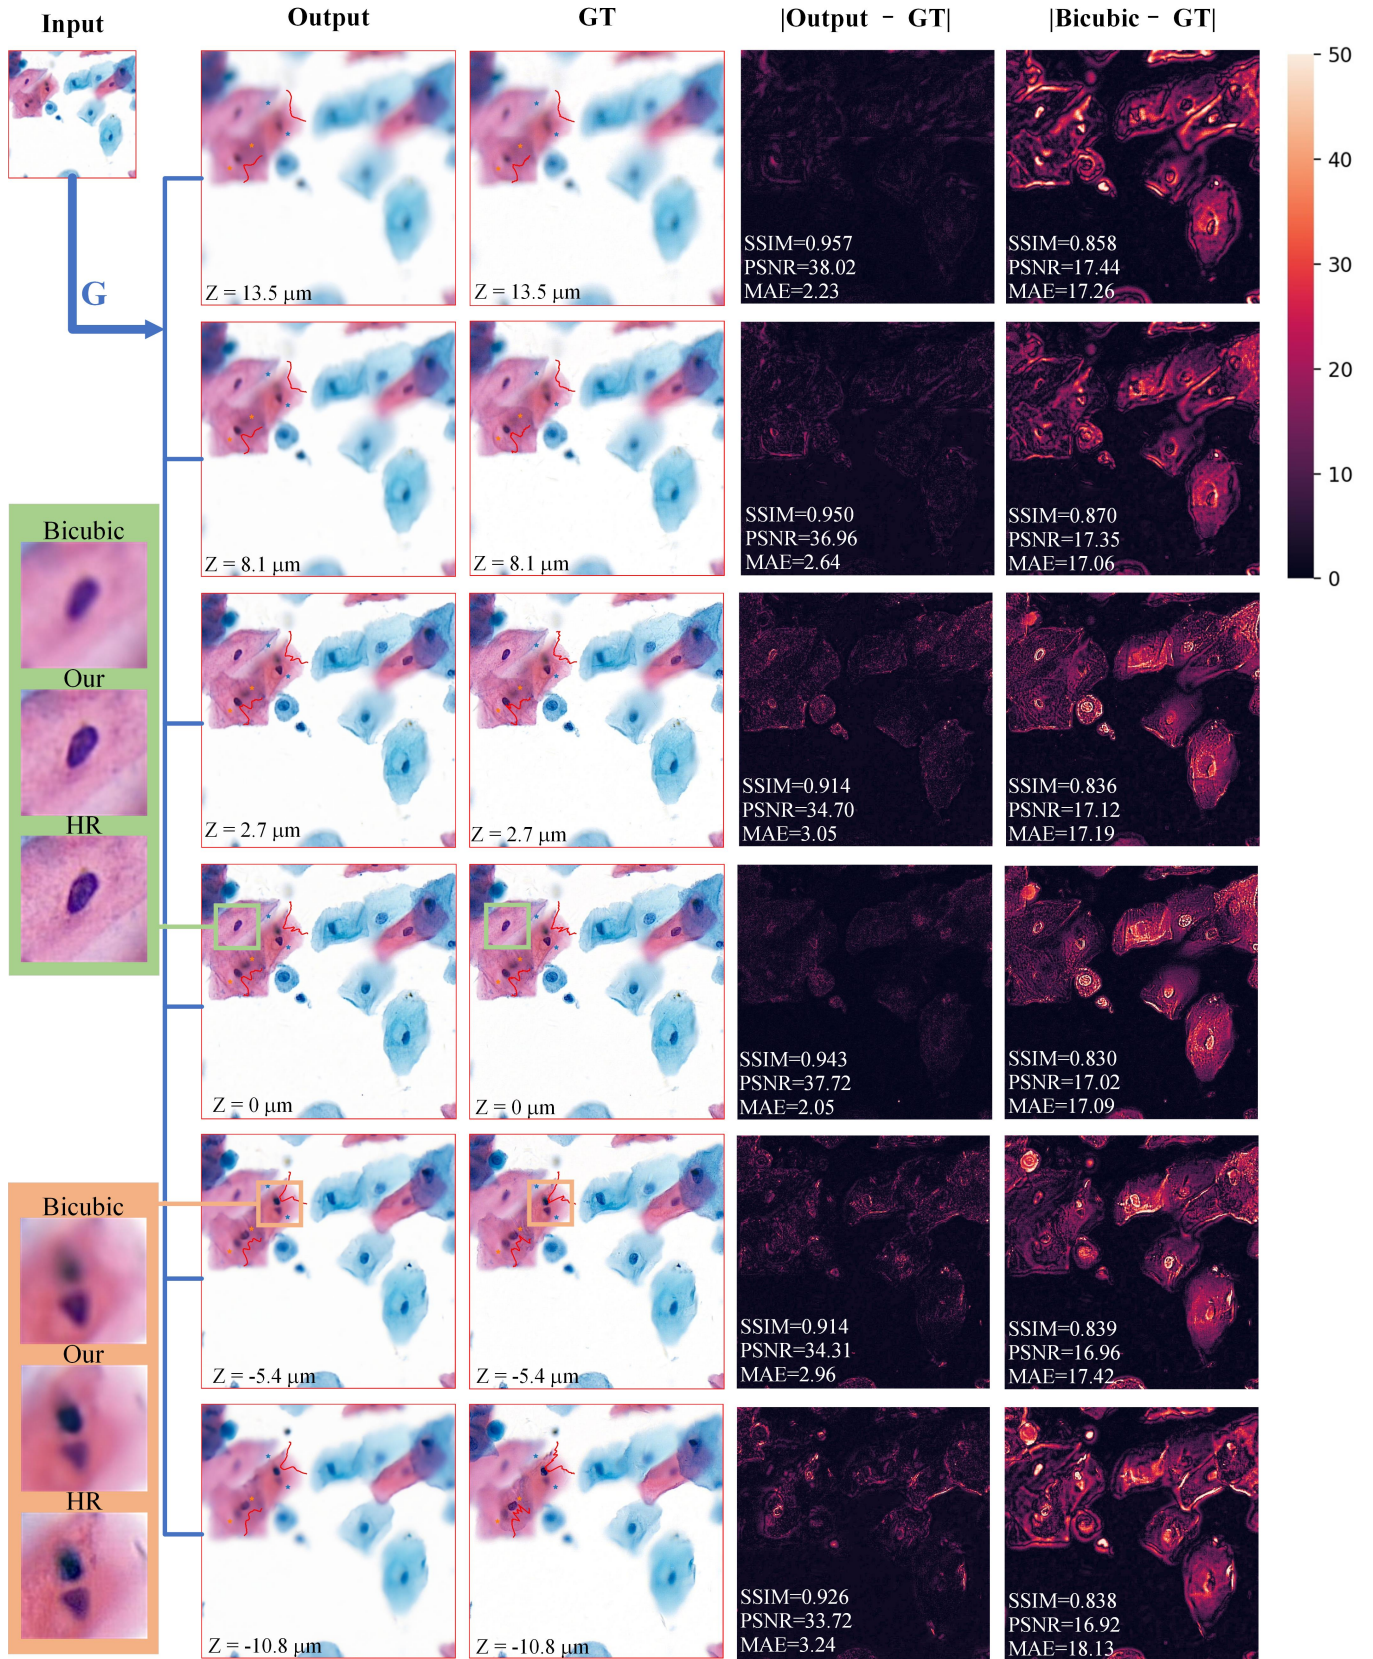 Input
Output
GT
|Output - GT|
|Bicubic - GT|
G
50
40
30
20
10
0
Z = 13.5 μm
Z = 13.5 μm
SSIM=0.957
PSNR=38.02
MAE=2.23
SSIM=0.858
PSNR=17.44
MAE=17.26
Z = 8.1 μm
Z = 8.1 μm
SSIM=0.950
PSNR=36.96
MAE=2.64
SSIM=0.870
PSNR=17.35
MAE=17.06
Bicubic
Our
HR
Z = 2.7 μm
Z = 2.7 μm
SSIM=0.914
PSNR=34.70
MAE=3.05
SSIM=0.836
PSNR=17.12
MAE=17.19
Z = 0 μm
Z = 0 μm
SSIM=0.943
PSNR=37.72
MAE=2.05
SSIM=0.830
PSNR=17.02
MAE=17.09
Bicubic
Our
HR
Z = -5.4 μm
Z = -5.4 μm
SSIM=0.914
PSNR=34.31
MAE=2.96
SSIM=0.839
PSNR=16.96
MAE=17.42
Z = -10.8 μm
Z = -10.8 μm
SSIM=0.926
PSNR=33.72
MAE=3.24
SSIM=0.838
PSNR=16.92
MAE=18.13